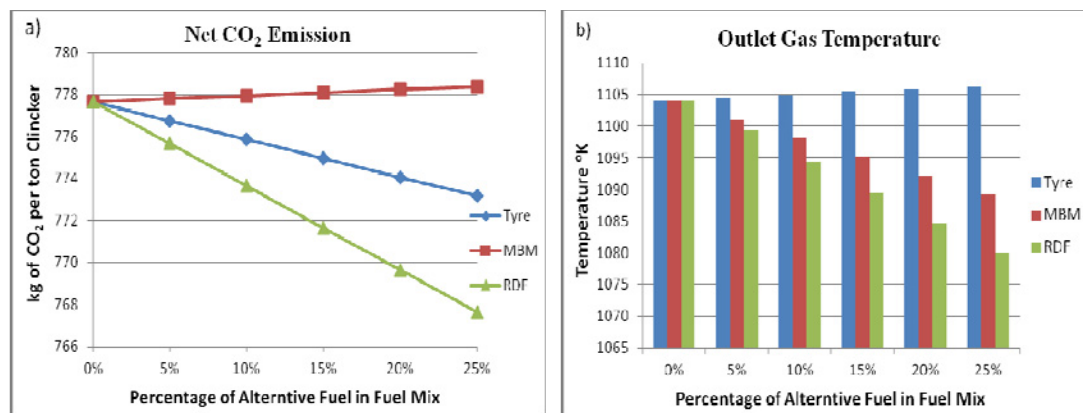 a)
Net CO₂ Emission
780
778
776
774
772
770
768
766
0% 5% 10% 15% 20% 25%
kg of CO₂ per ton Clincker
Percentage of Alterntive Fuel in Fuel Mix
Tyre
MBM
RDF
b)
Outlet Gas Temperature
1110
1105
1100
1095
1090
1085
1080
1075
1070
1065
0% 5% 10% 15% 20% 25%
Temperature °K
Percentage of Alterntive Fuel in Fuel Mix
Tyre
MBM
RDF